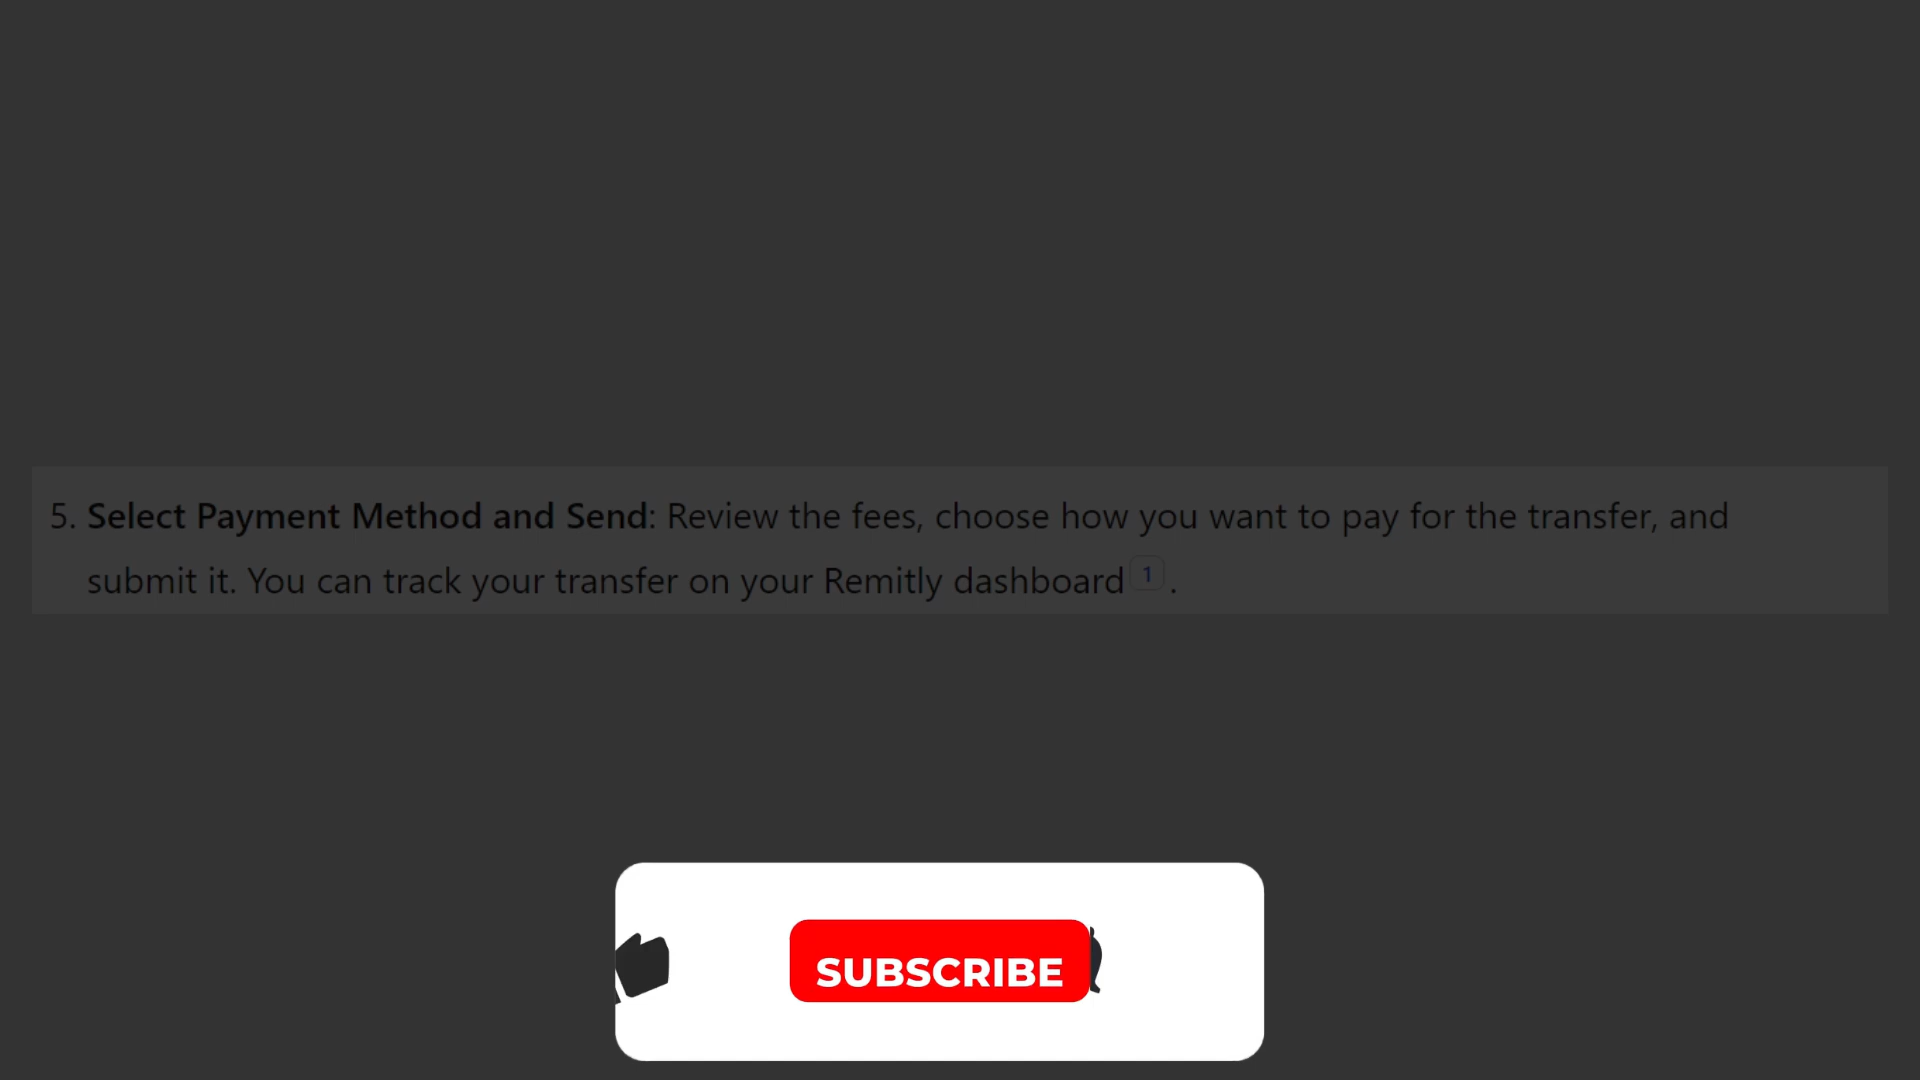 5. Select Payment Method and Send: Review the fees, choose how you want to pay for the transfer, and
submit it. You can track your transfer on your Remitly dashboard 1 .
SUBSCRIBE